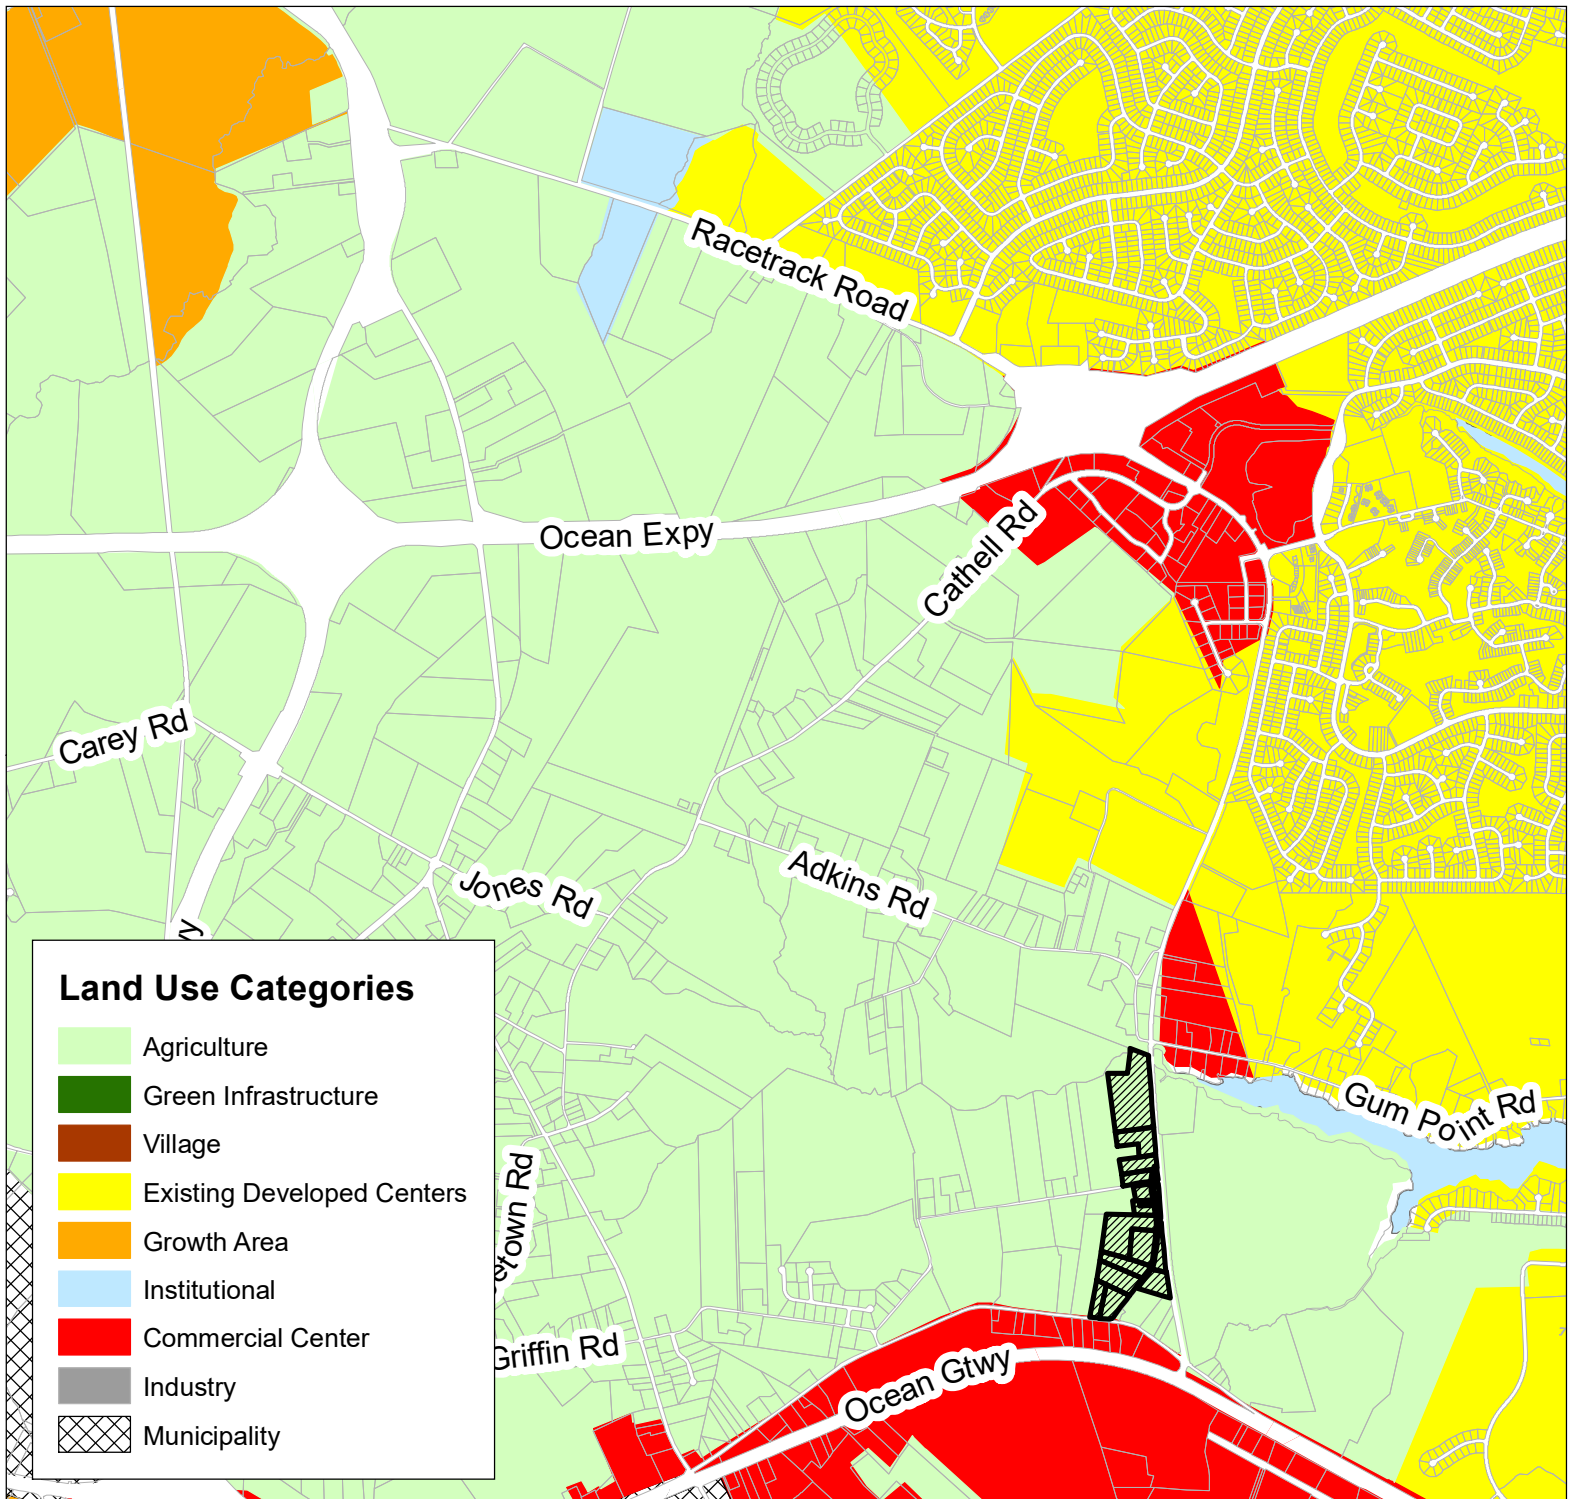 Racetrack Road
Ocean Expy
Cathell Rd
Carey Rd
Adkins Rd
Jones Rd
Gum Point Rd
Griffin Rd
Ocean Gtwy
Land Use Categories
Agriculture
Green Infrastructure
Village
Existing Developed Centers
Growth Area
Institutional
Commercial Center
Industry
Municipality